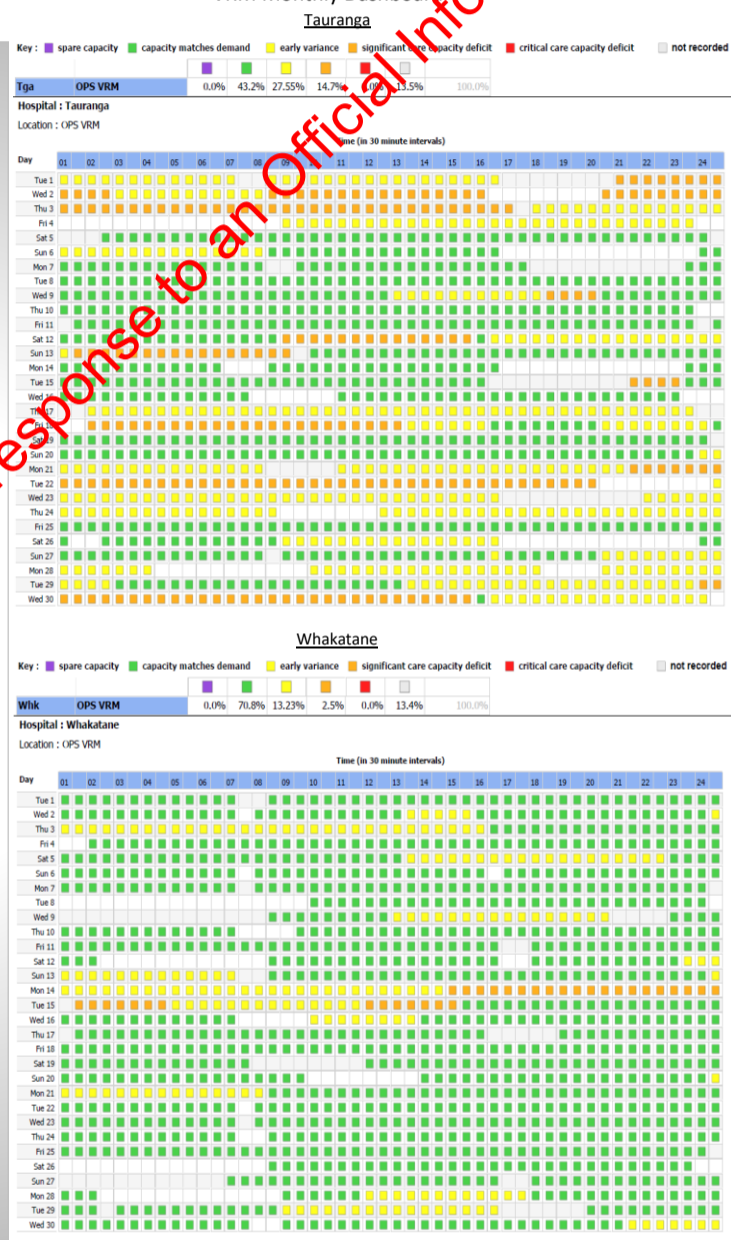 Tauranga
Key : spare capacity capacity matches demand early variance significant care capacity deficit critical care capacity deficit not recorded
Tga OPS VRM 0.0% 43.2% 27.55% 14.7% 100.0%
Hospital : Tauranga
Location : OPS VRM
Time (in 30 minute intervals)
Day 01 02 03 04 05 06 07 08 09 10 11 12 13 14 15 16 17 18 19 20 21 22 23 24
Tue 1
Wed 2
Thu 3
Fri 4
Sat 5
Sun 6
Mon 7
Tue 8
Wed 9
Thu 10
Fri 11
Sat 12
Sun 13
Mon 14
Tue 15
Wed 16
Thu 17
Fri 18
Sat 19
Sun 20
Mon 21
Tue 22
Wed 23
Thu 24
Fri 25
Sat 26
Sun 27
Mon 28
Tue 29
Wed 30
response to an Official
Whakatane
Key : spare capacity capacity matches demand early variance significant care capacity deficit critical care capacity deficit not recorded
Whk OPS VRM 0.0% 70.8% 13.23% 2.5% 0.0% 13.4% 100.0%
Hospital : Whakatane
Location : OPS VRM
Time (in 30 minute intervals)
Day 01 02 03 04 05 06 07 08 09 10 11 12 13 14 15 16 17 18 19 20 21 22 23 24
Tue 1
Wed 2
Thu 3
Fri 4
Sat 5
Sun 6
Mon 7
Tue 8
Wed 9
Thu 10
Fri 11
Sat 12
Sun 13
Mon 14
Tue 15
Wed 16
Thu 17
Fri 18
Sat 19
Sun 20
Mon 21
Tue 22
Wed 23
Thu 24
Fri 25
Sat 26
Sun 27
Mon 28
Tue 29
Wed 30